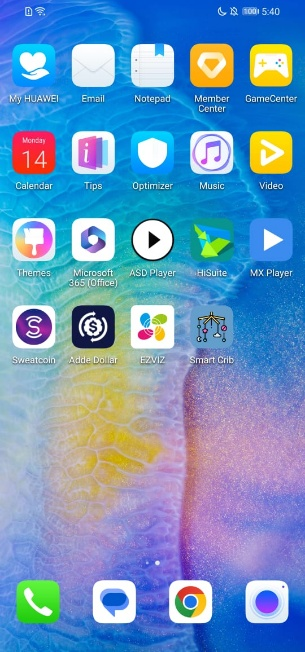 100 5:40
My HUAWEI Email Notepad Member Center GameCenter
Monday
14
Calendar Tips Optimizer Music Video
Themes Microsoft 365 (Office) ASD Player HiSuite MX Player
Sweatcoin Adde Dollar EZVIZ Smart Crib